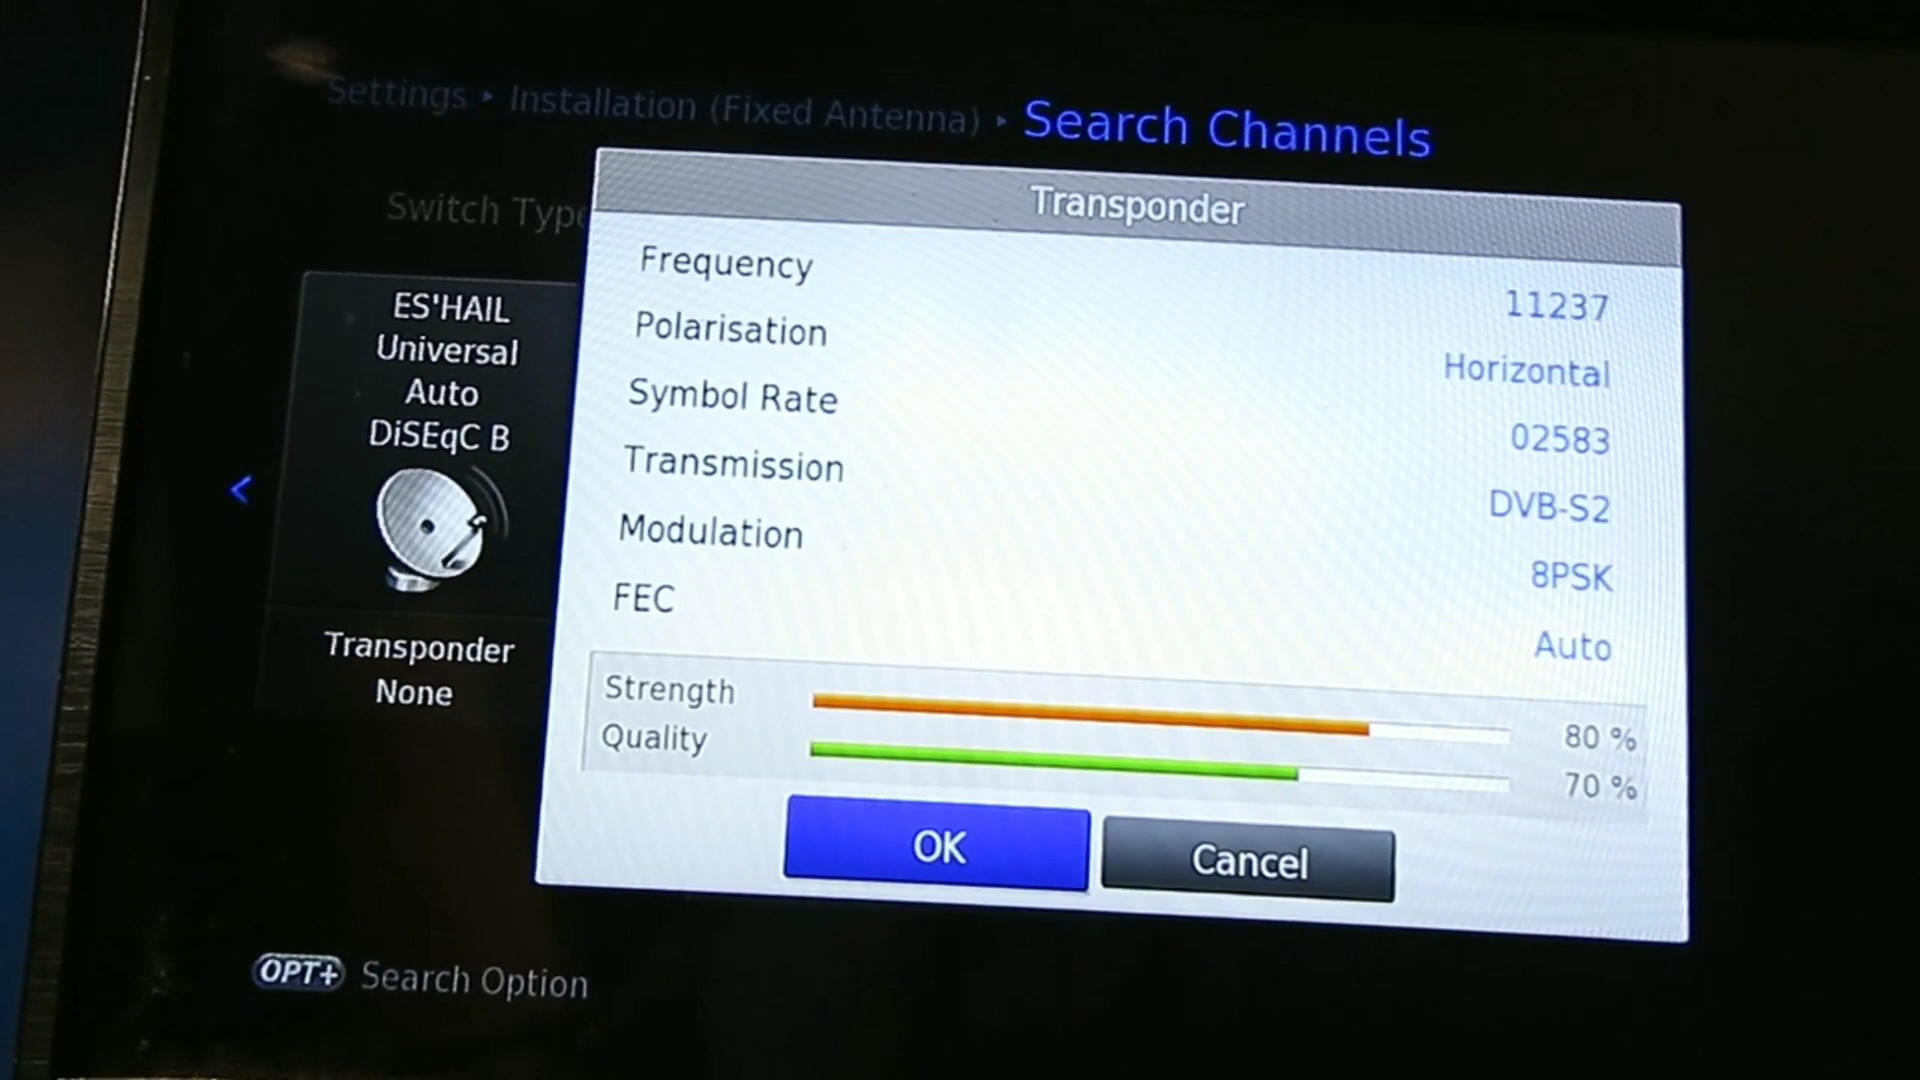 Settings ▸ Installation (Fixed Antenna) ▸ Search Channels
Switch Type
ES'HAIL
Universal
Auto
DiSEqC B
Transponder
None
Transponder
Frequency 11237
Polarisation Horizontal
Symbol Rate 02583
Transmission DVB-S2
Modulation 8PSK
FEC Auto
Strength 80 %
Quality 70 %
OK Cancel
OPT+ Search Option